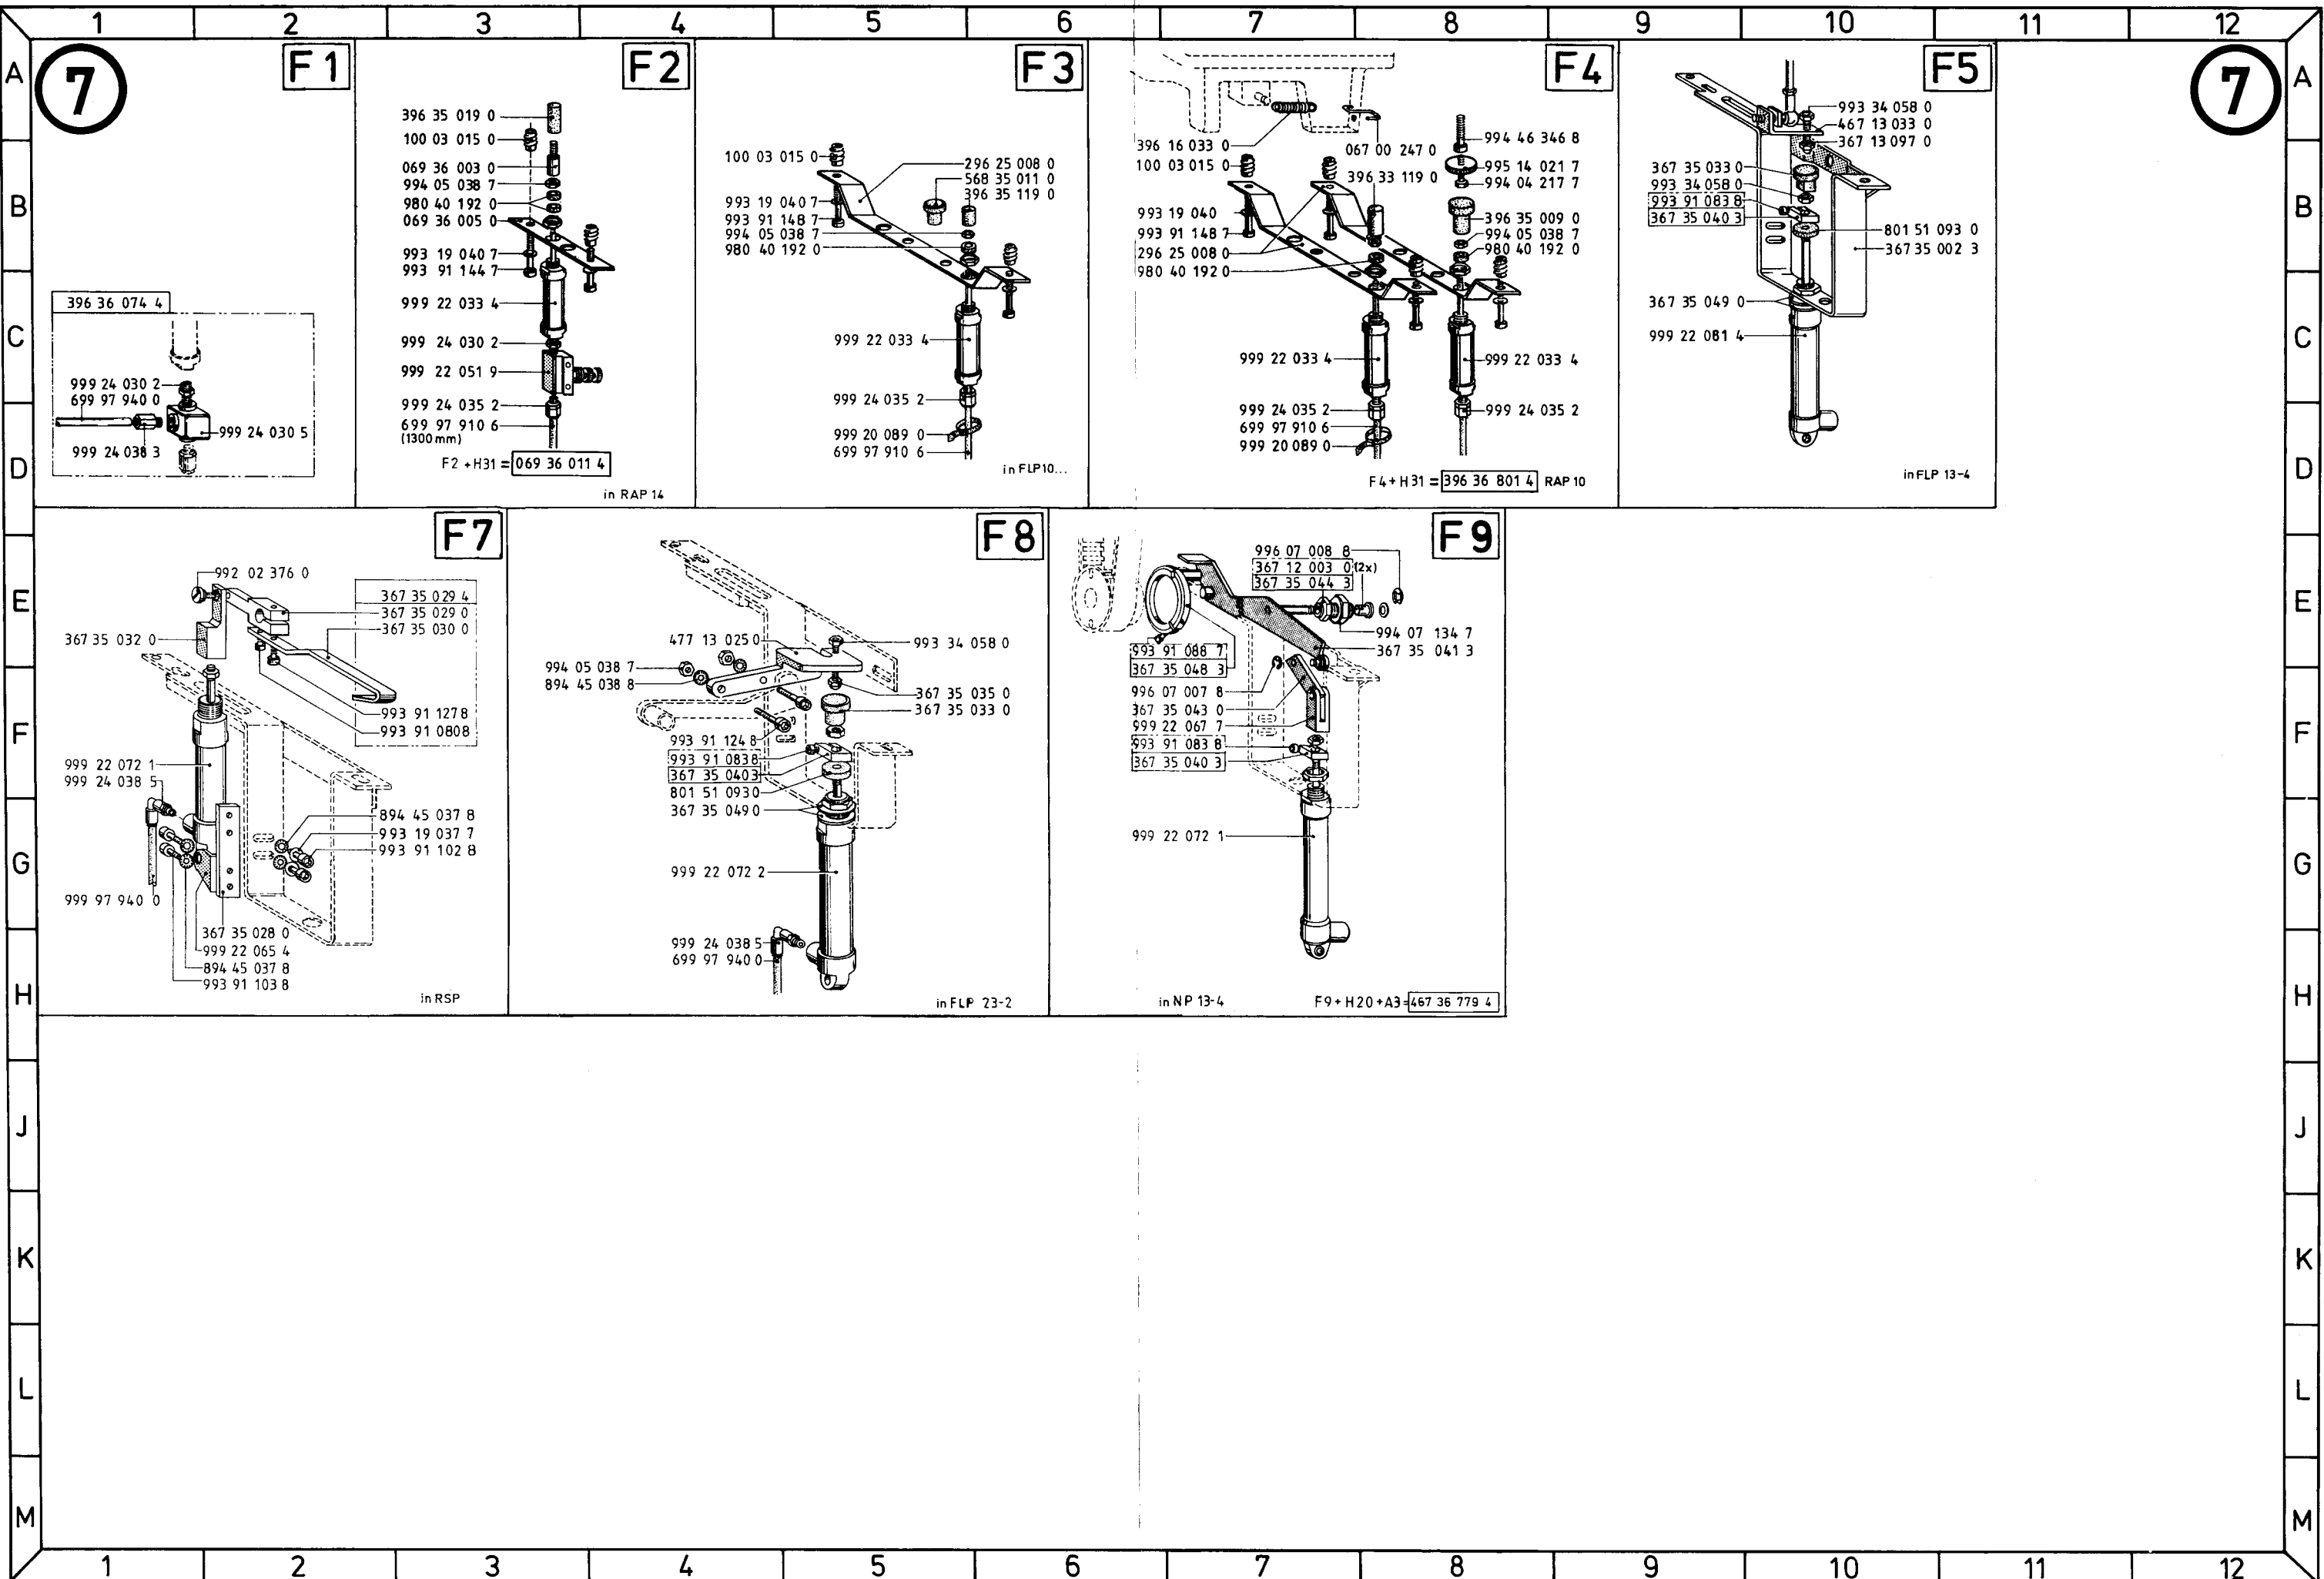 1 2 3 4 5 6 7 8 9 10 11 12
A
B
C
D
E
F
G
H
J
K
L
M
7
F1
396 36 074 4
999 24 030 2
699 97 940 0
999 24 030 5
999 24 038 3
F2
396 35 019 0
100 03 015 0
069 36 003 0
994 05 038 7
980 40 192 0
069 36 005 0
993 19 040 7
993 91 144 7
999 22 033 4
999 24 030 2
999 22 051 9
999 24 035 2
699 97 910 6
(1300 mm)
F2 + H31 = 069 36 011 4
in RAP 14
F3
100 03 015 0
296 25 008 0
568 35 011 0
396 35 119 0
993 19 040 7
993 91 148 7
994 05 038 7
980 40 192 0
999 22 033 4
999 24 035 2
999 20 089 0
699 97 910 6
in FLP10...
F4
396 16 033 0
067 00 247 0
100 03 015 0
396 33 119 0
994 46 346 8
995 14 021 7
994 04 217 7
993 19 040
993 91 148 7
296 25 008 0
980 40 192 0
396 35 009 0
994 05 038 7
980 40 192 0
999 22 033 4
999 22 033 4
999 24 035 2
699 97 910 6
999 20 089 0
999 24 035 2
F4 + H31 = 396 36 801 4 RAP 10
F5
993 34 058 0
467 13 033 0
367 13 097 0
367 35 033 0
993 34 058 0
993 91 083 8
367 35 040 3
801 51 093 0
367 35 002 3
367 35 049 0
999 22 081 4
in FLP 13-4
7
F7
992 02 376 0
367 35 029 4
367 35 029 0
367 35 030 0
367 35 032 0
993 91 127 8
993 91 080 8
999 22 072 1
999 24 038 5
894 45 037 8
993 19 037 7
993 91 102 8
999 97 940 0
367 35 028 0
999 22 065 4
894 45 037 8
993 91 103 8
in RSP
F8
477 13 025 0
993 34 058 0
994 05 038 7
894 45 038 8
367 35 035 0
367 35 033 0
993 91 124 8
993 91 083 8
367 35 040 3
801 51 093 0
367 35 049 0
999 22 072 2
999 24 038 5
699 97 940 0
in FLP 23-2
F9
996 07 008 8
367 12 003 0 (2x)
367 35 044 3
994 07 134 7
367 35 041 3
993 91 088 7
367 35 048 3
996 07 007 8
367 35 043 0
999 22 067 7
993 91 083 8
367 35 040 3
999 22 072 1
in NP 13-4
F9 + H20 + A3 = 467 36 779 4
A
B
C
D
E
F
G
H
J
K
L
M
1 2 3 4 5 6 7 8 9 10 11 12